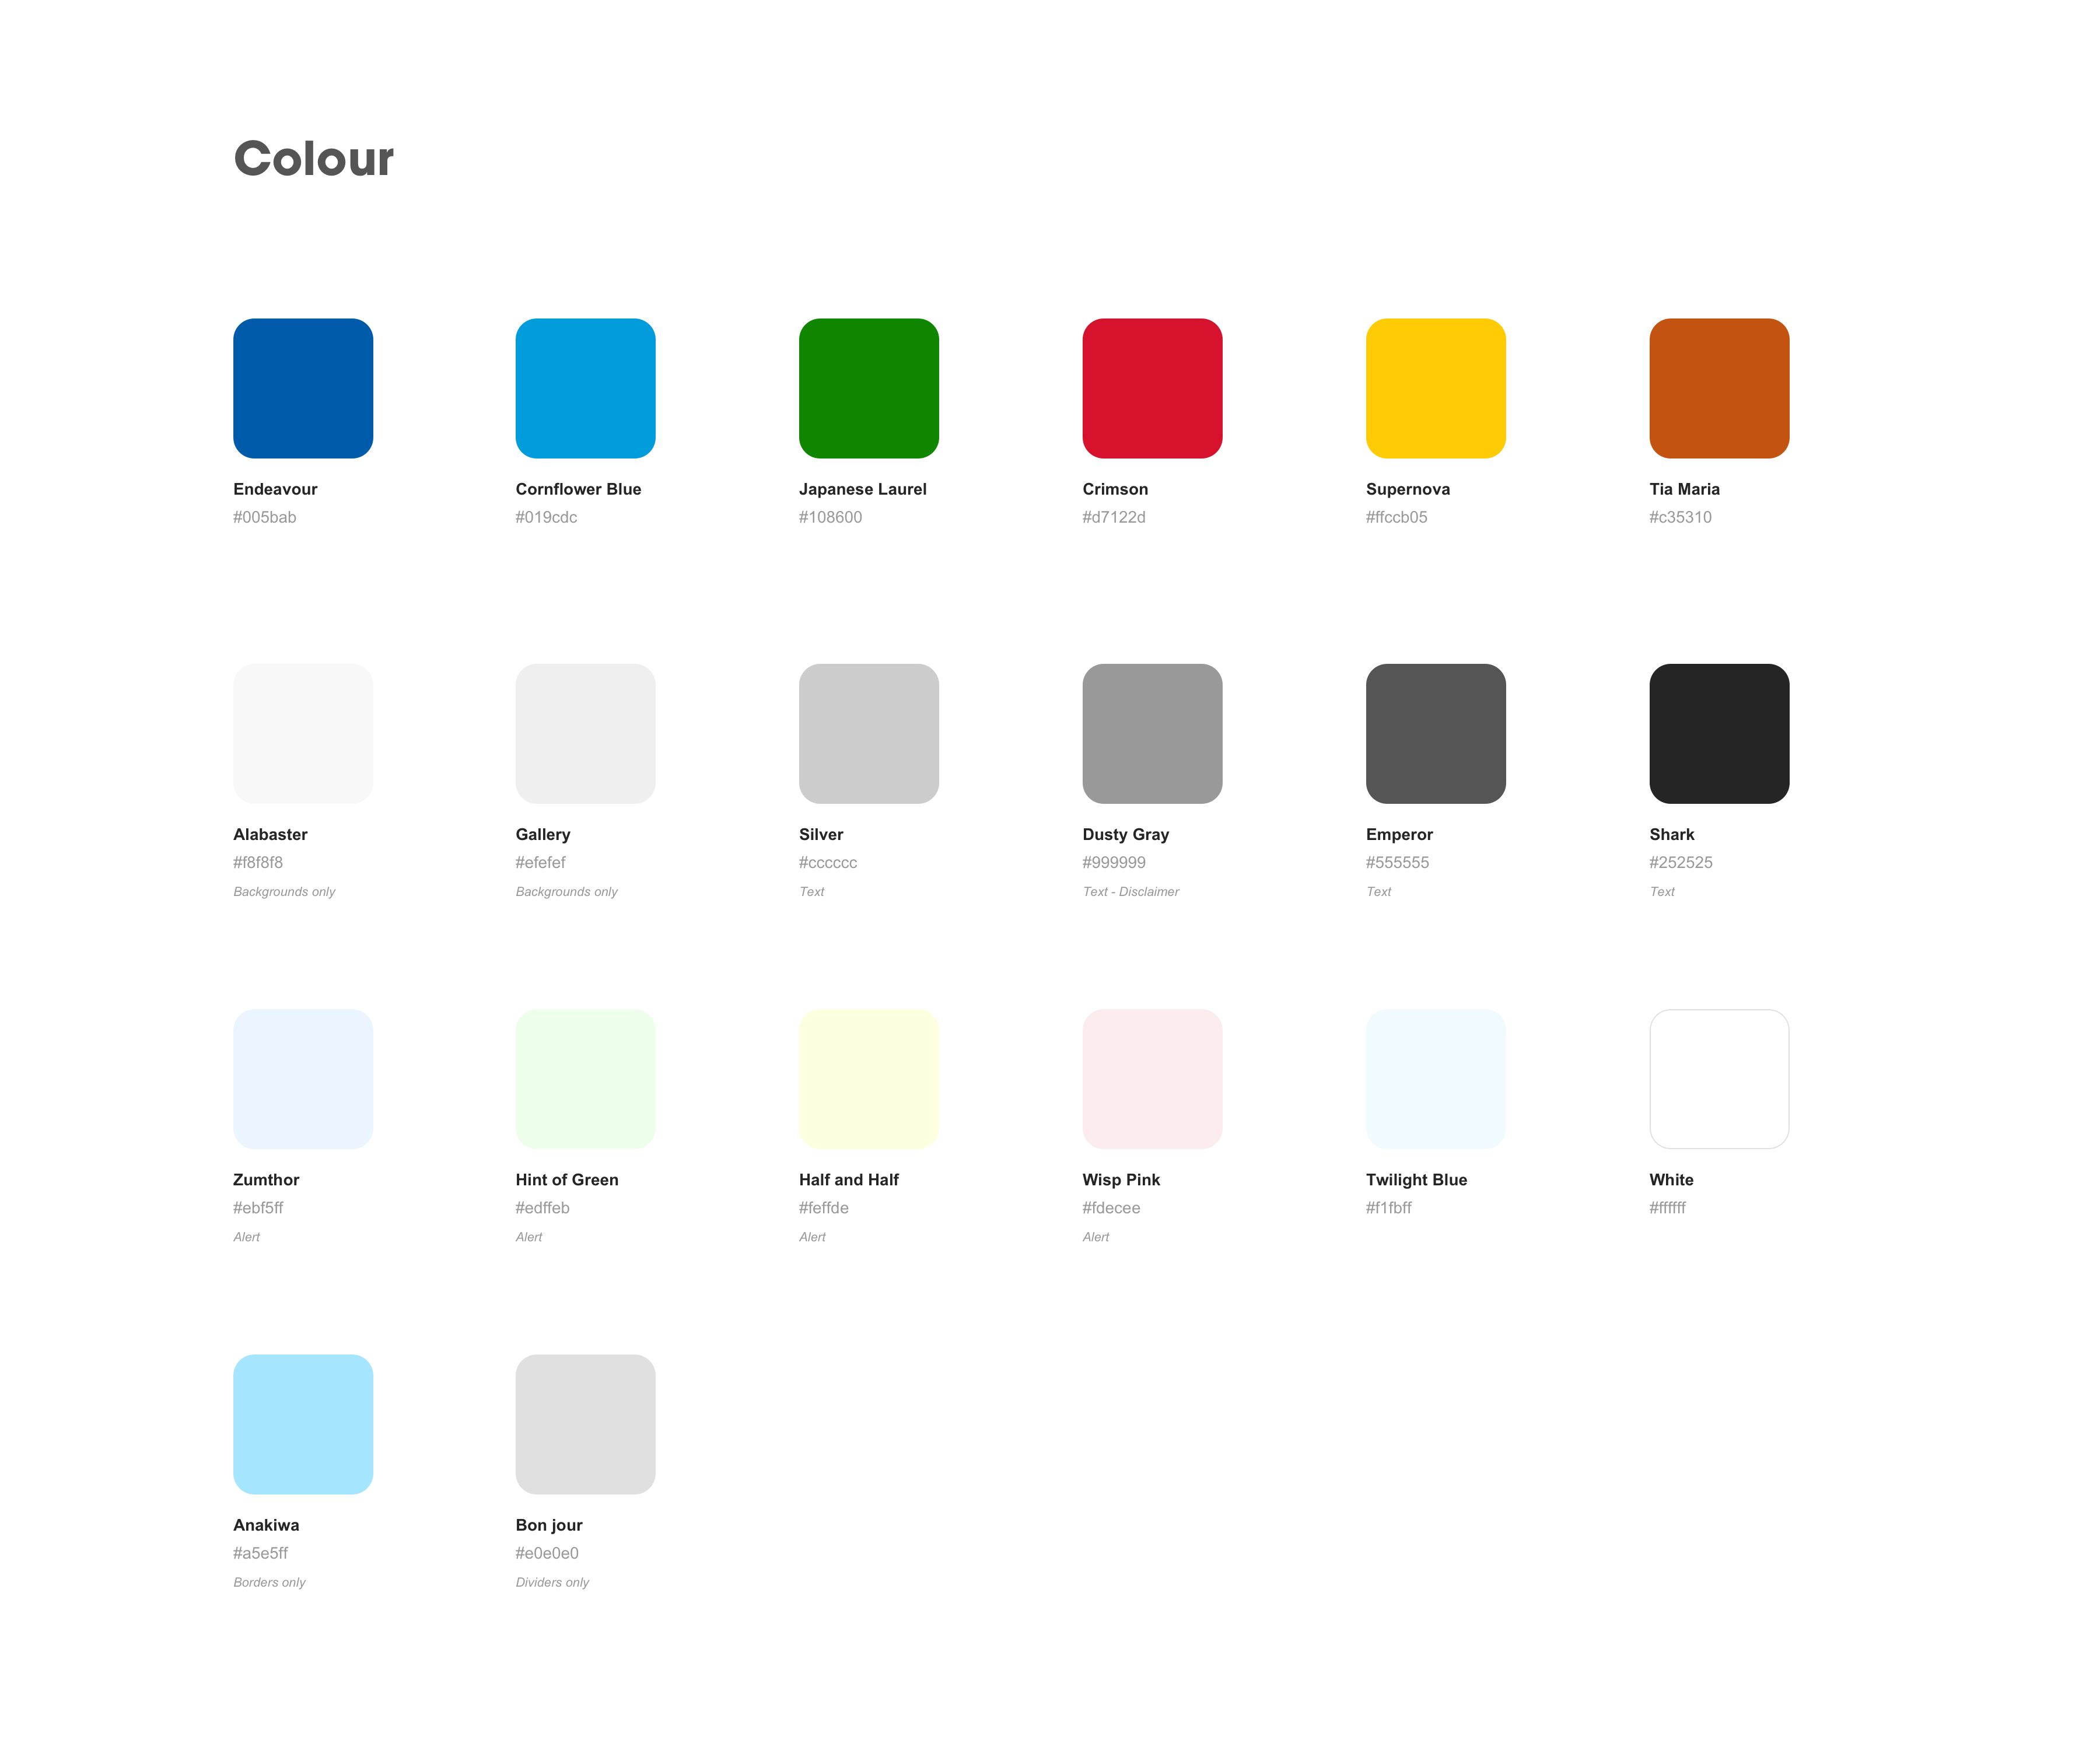 Colour
Endeavour
#005bab
Cornflower Blue
#019cdc
Japanese Laurel
#108600
Crimson
#d7122d
Supernova
#ffccb05
Tia Maria
#c35310
Alabaster
#f8f8f8
Backgrounds only
Gallery
#efefef
Backgrounds only
Silver
#cccccc
Text
Dusty Gray
#999999
Text - Disclaimer
Emperor
#555555
Text
Shark
#252525
Text
Zumthor
#ebf5ff
Alert
Hint of Green
#edffeb
Alert
Half and Half
#feffde
Alert
Wisp Pink
#fdecee
Alert
Twilight Blue
#f1fbff
White
#ffffff
Anakiwa
#a5e5ff
Borders only
Bon jour
#e0e0e0
Dividers only